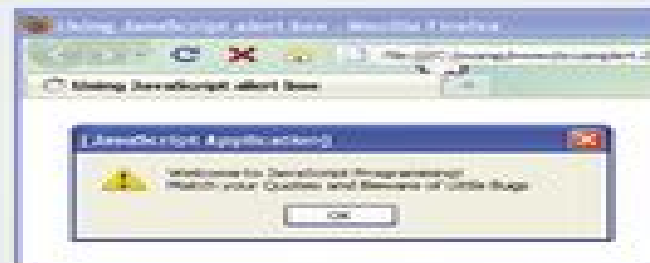 Using JavaScript alert box - Mozilla Firefox
Using JavaScript alert box
[JavaScript Application]
Welcome to JavaScript Programming!
Match your Quotes and Beware of Little Bugs
OK